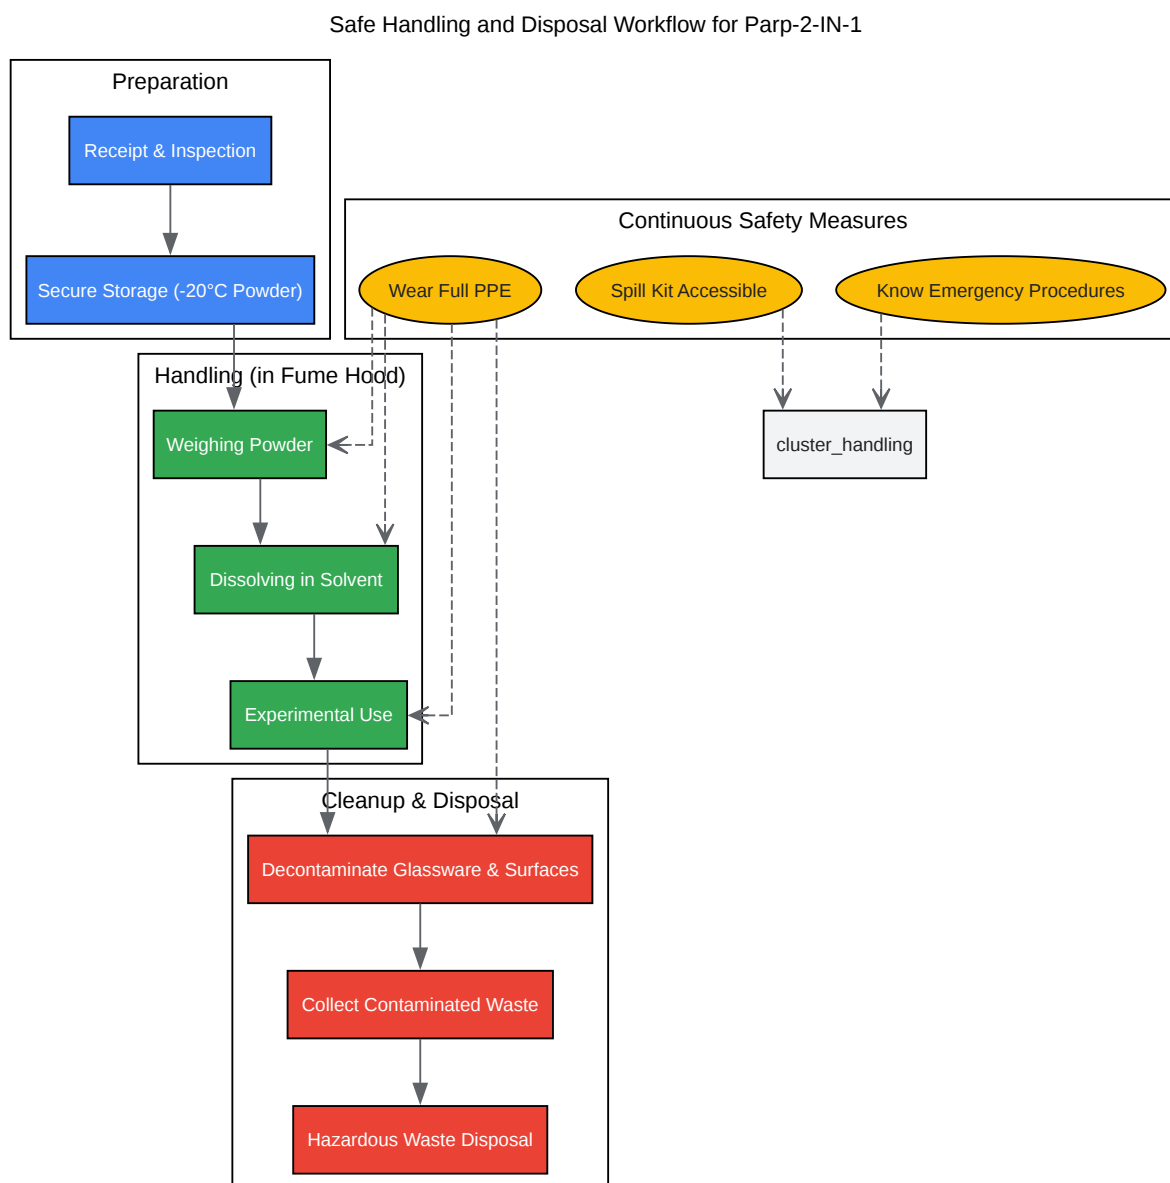 Safe Handling and Disposal Workflow for Parp-2-IN-1
Preparation
Receipt & Inspection
Secure Storage (-20°C Powder)
Continuous Safety Measures
Wear Full PPE
Spill Kit Accessible
Know Emergency Procedures
Handling (in Fume Hood)
Weighing Powder
cluster_handling
Dissolving in Solvent
Experimental Use
Cleanup & Disposal
Decontaminate Glassware & Surfaces
Collect Contaminated Waste
Hazardous Waste Disposal